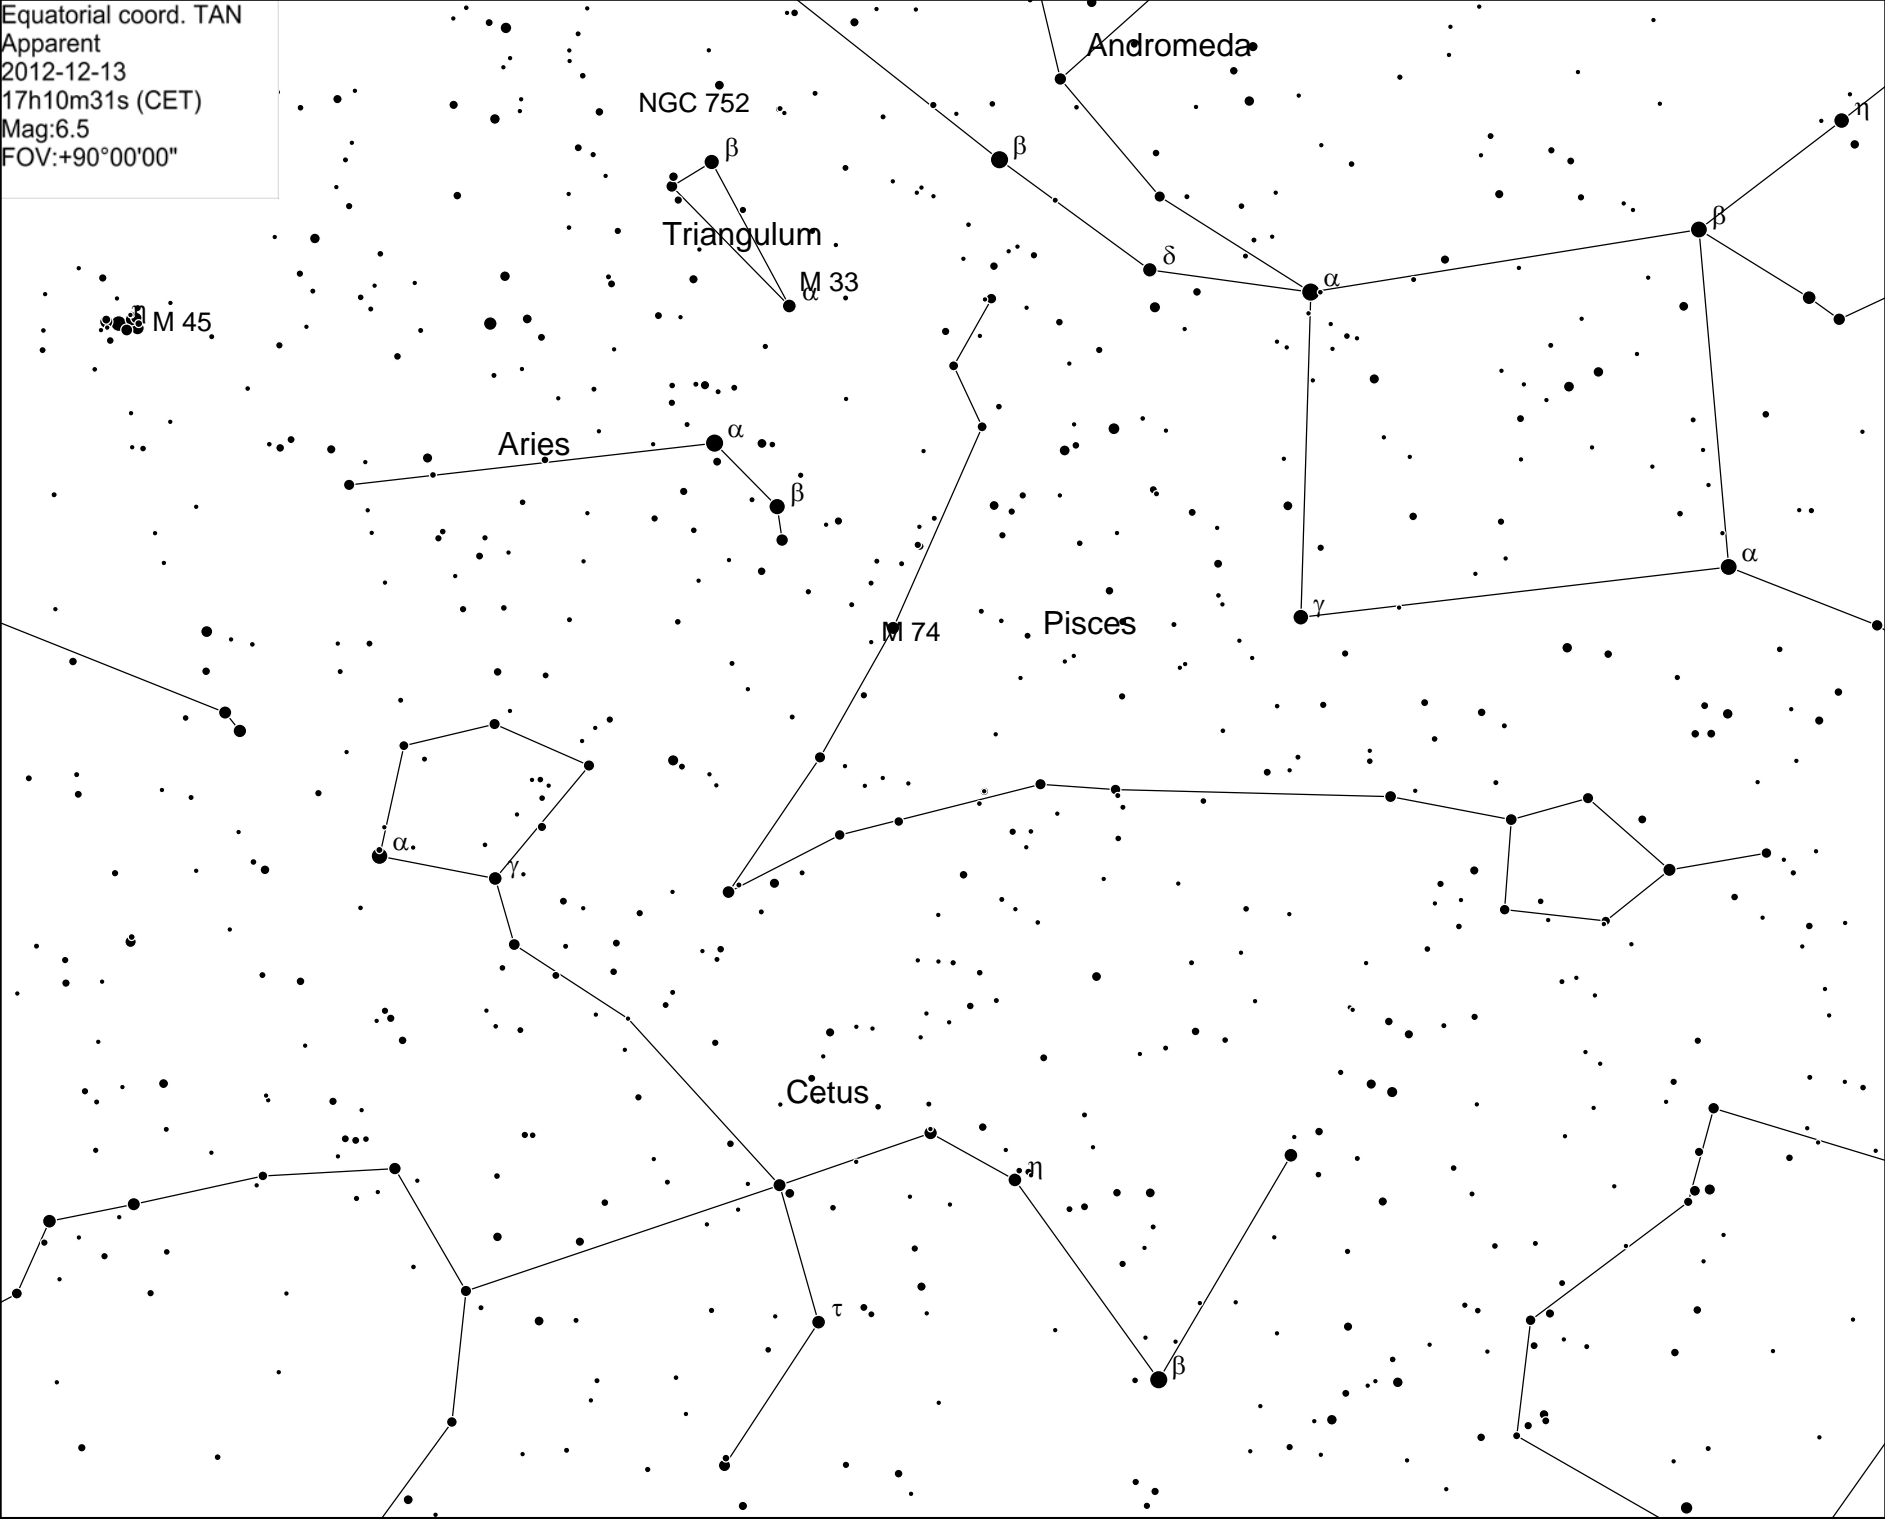 Equatorial coord. TAN
Apparent
2012-12-13
17h10m31s (CET)
Mag:6.5
FOV:+90°00'00"
Andromeda
NGC 752
η
β
β
β
Triangulum
δ
α
M 33
α
M 45
α
Aries
β
α
γ
Pisces
M 74
α
γ
Cetus
η
τ
β